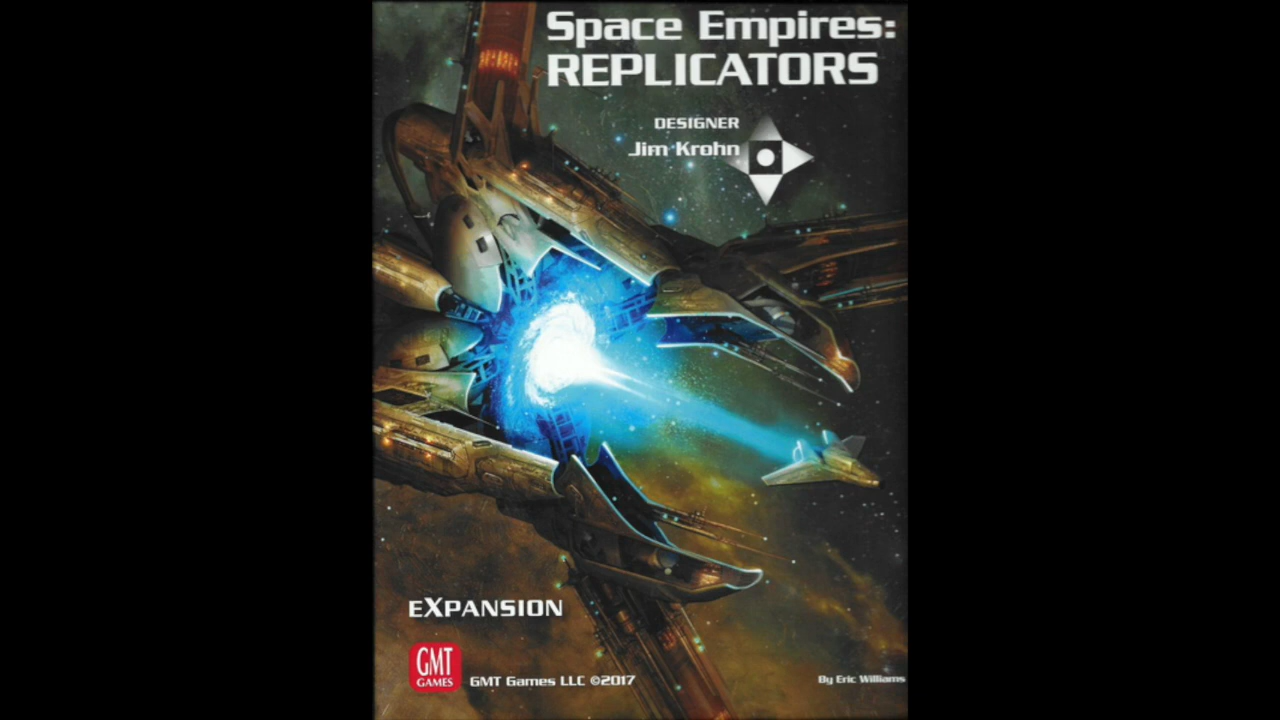 Space Empires:
REPLICATORS
DESIGNER
Jim Krohn
eXPANSION
GMT
GAMES
GMT Games LLC ©2017
By Eric Williams